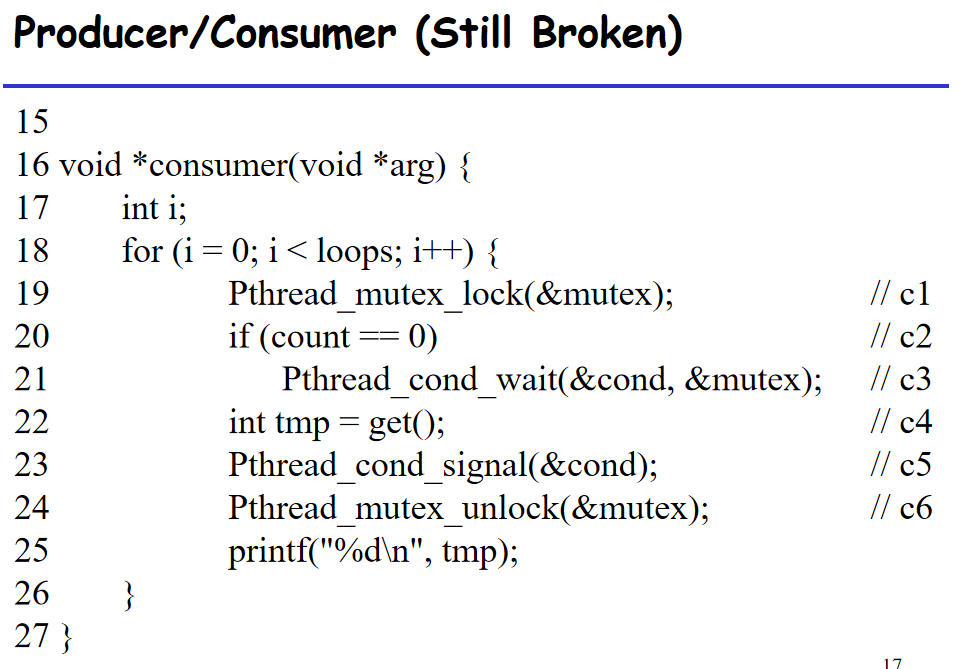 Producer/Consumer (Still Broken)
15
16 void *consumer(void *arg) {
17 int i;
18 for (i = 0; i < loops; i++) {
19 Pthread_mutex_lock(&mutex); // c1
20 if (count == 0) // c2
21 Pthread_cond_wait(&cond, &mutex); // c3
22 int tmp = get(); // c4
23 Pthread_cond_signal(&cond); // c5
24 Pthread_mutex_unlock(&mutex); // c6
25 printf("%d\n", tmp);
26 }
27 }
17